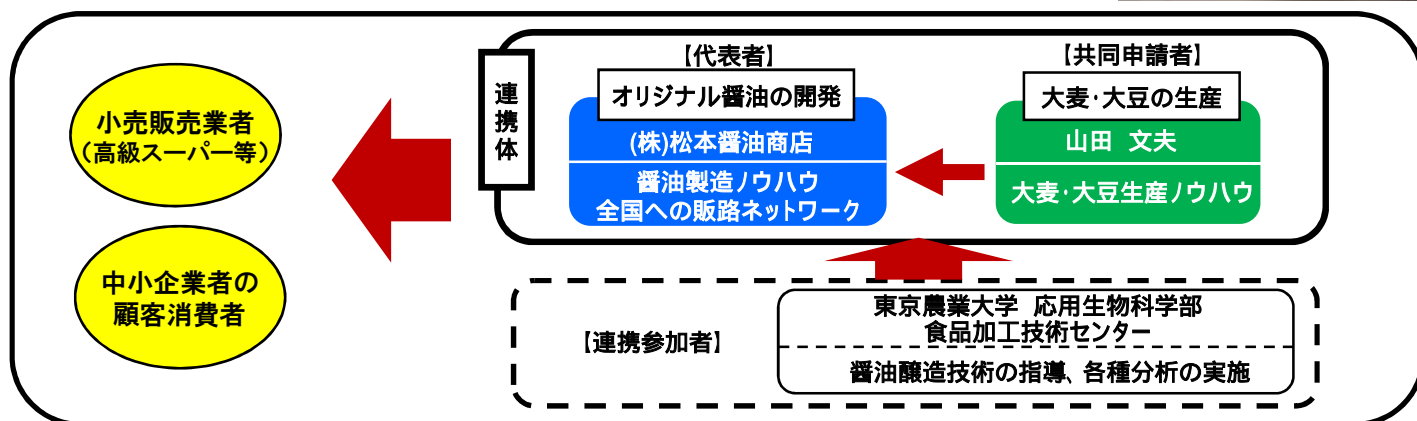 小売販売業者
（高級スーパー等）
中小企業者の
顧客消費者
連携体
【代表者】
オリジナル醤油の開発
(株)松本醤油商店
醤油製造ノウハウ
全国への販路ネットワーク
【共同申請者】
大麦・大豆の生産
山田　文夫
大麦・大豆生産ノウハウ
【連携参加者】
東京農業大学　応用生物科学部
食品加工技術センター
醤油醸造技術の指導、各種分析の実施